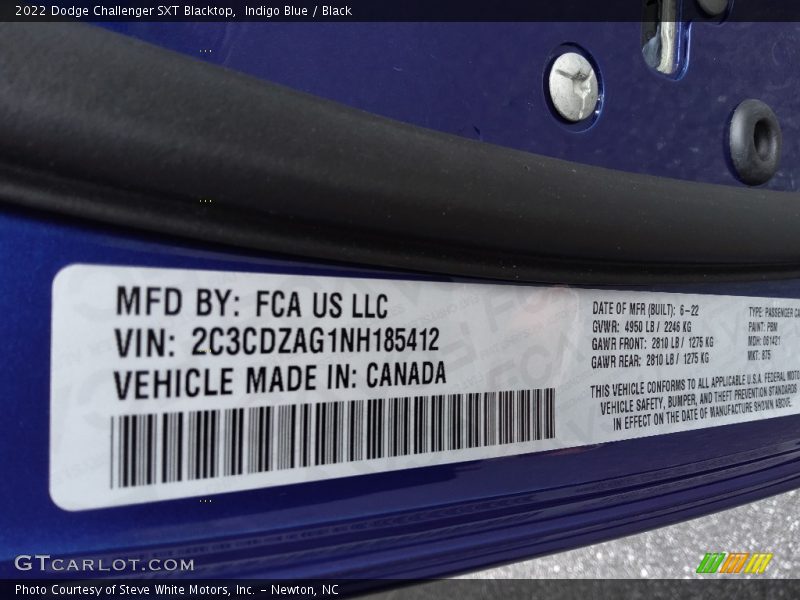 2022 Dodge Challenger SXT Blacktop,  Indigo Blue / Black
MFD BY: FCA US LLC
VIN: 2C3CDZAG1NH185412
VEHICLE MADE IN: CANADA
DATE OF MFR (BUILT): 6-22
GVWR: 4950 LB / 2246 KG
GAWR FRONT: 2810 LB / 1275 KG
GAWR REAR: 2810 LB / 1275 KG
TYPE: PASSENGER CA
PAINT: PBM
MDH: 061421
MKT: 875
THIS VEHICLE CONFORMS TO ALL APPLICABLE U.S.A. FEDERAL MOTO
VEHICLE SAFETY, BUMPER, AND THEFT PREVENTION STANDARDS
IN EFFECT ON THE DATE OF MANUFACTURE SHOWN ABOVE.
GTCARLOT.COM
Photo Courtesy of Steve White Motors, Inc. – Newton, NC